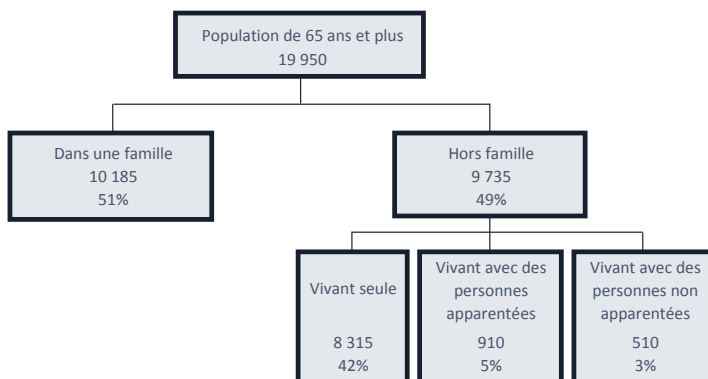 Population de 65 ans et plus
19 950
Dans une famille
10 185
51%
Hors famille
9 735
49%
Vivant seule
8 315
42%
Vivant avec des
personnes
apparentées
910
5%
Vivant avec des
personnes non
apparentées
510
3%